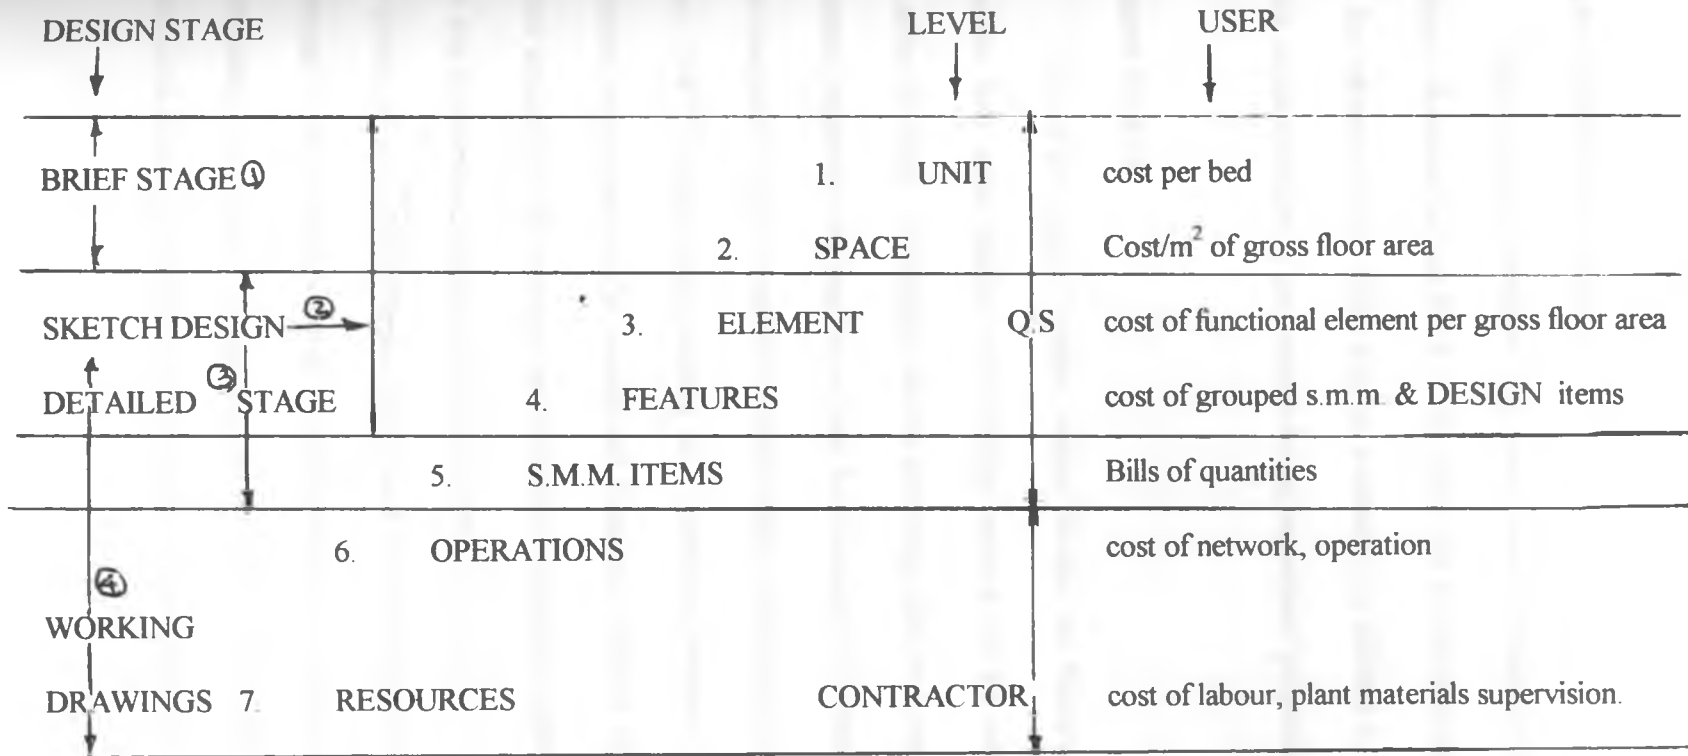 DESIGN STAGE LEVEL USER
BRIEF STAGE ① 1. UNIT cost per bed
2. SPACE Cost/m² of gross floor area
SKETCH DESIGN ② 3. ELEMENT Q.S cost of functional element per gross floor area
DETAILED ③ STAGE 4. FEATURES cost of grouped s.m.m. & DESIGN items
5. S.M.M. ITEMS Bills of quantities
6. OPERATIONS cost of network, operation
④
WORKING
DRAWINGS 7. RESOURCES CONTRACTOR cost of labour, plant materials supervision.